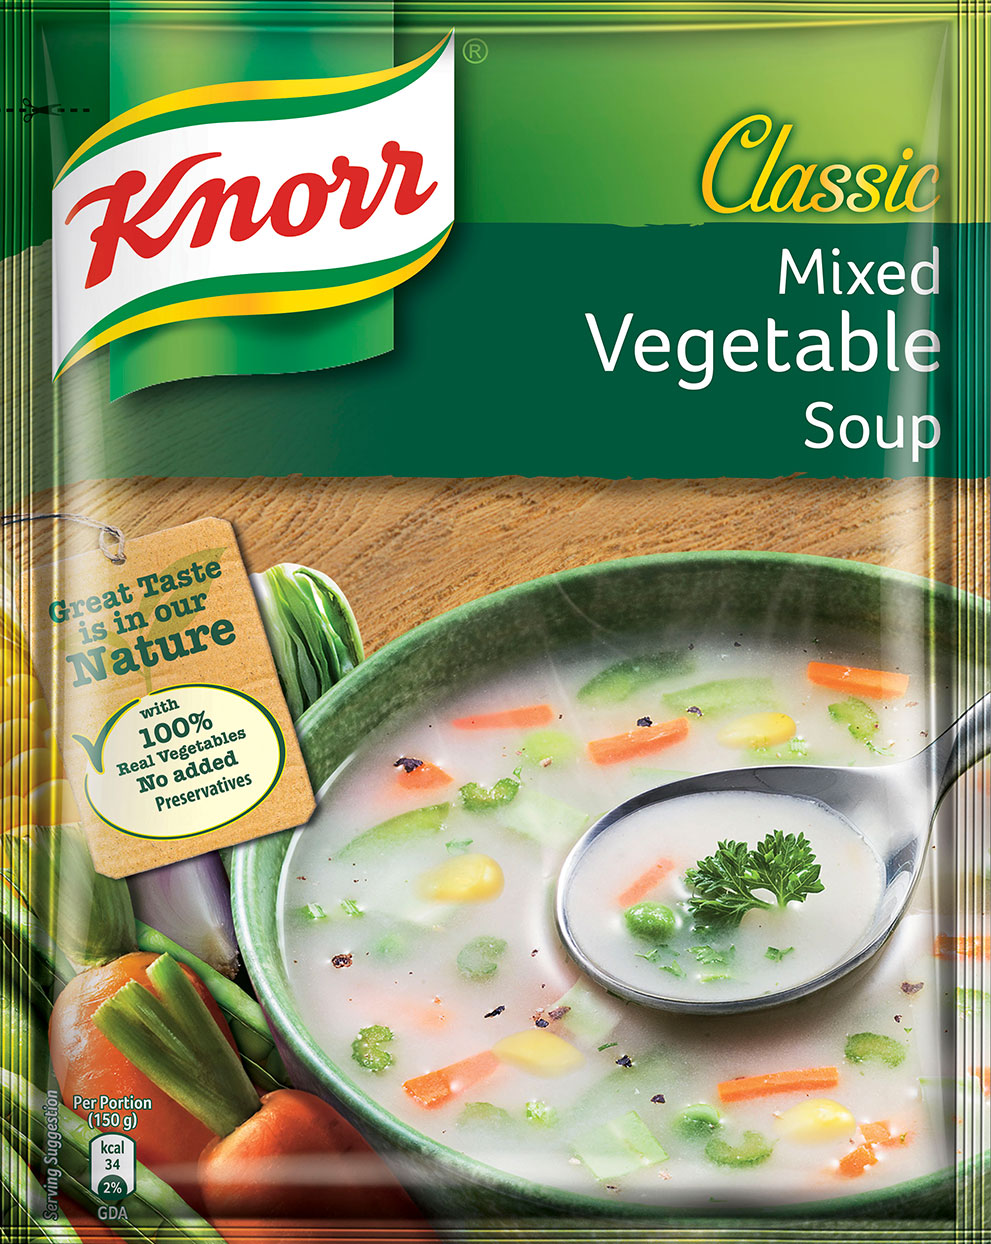 Knorr
®
Classic
Mixed
Vegetable
Soup
Great Taste
is in our
Nature
with
100%
Real Vegetables
No added
Preservatives
Serving Suggestion
Per Portion
(150 g)
kcal
34
2%
GDA